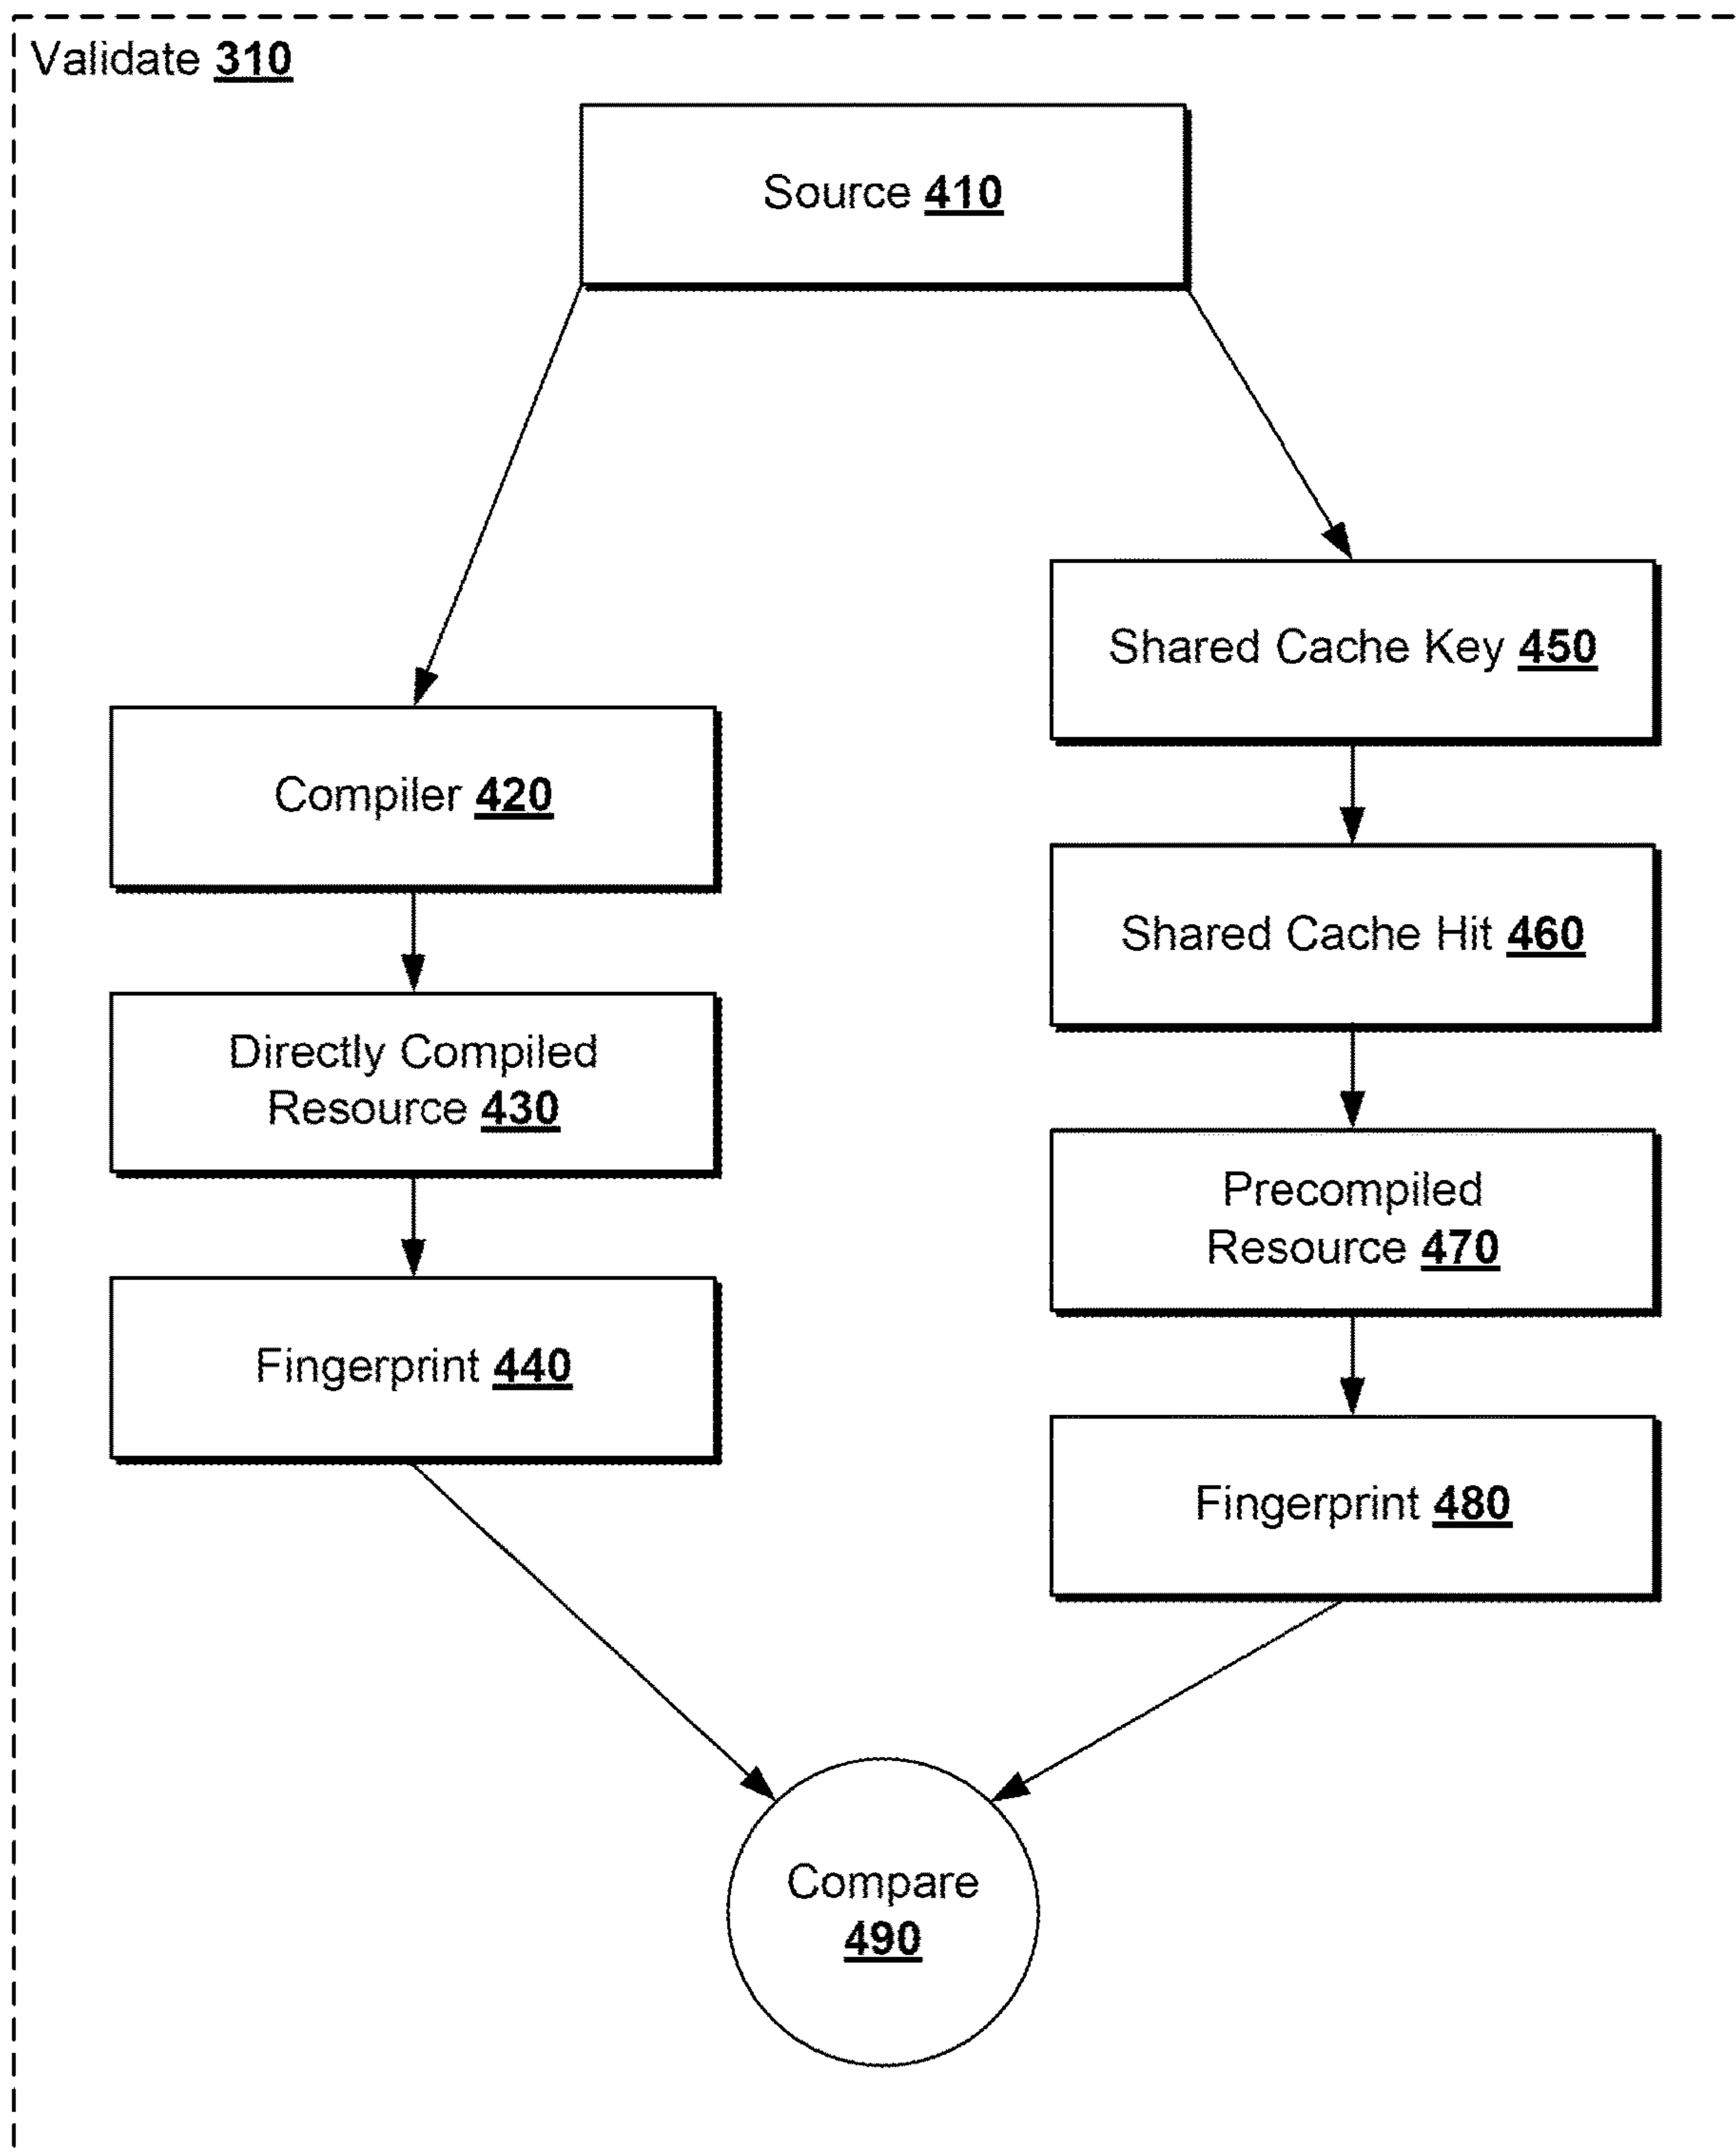 Validate 310
Source 410
Shared Cache Key 450
Compiler 420
Shared Cache Hit 460
Directly Compiled
Resource 430
Precompiled
Resource 470
Fingerprint 440
Fingerprint 480
Compare
490